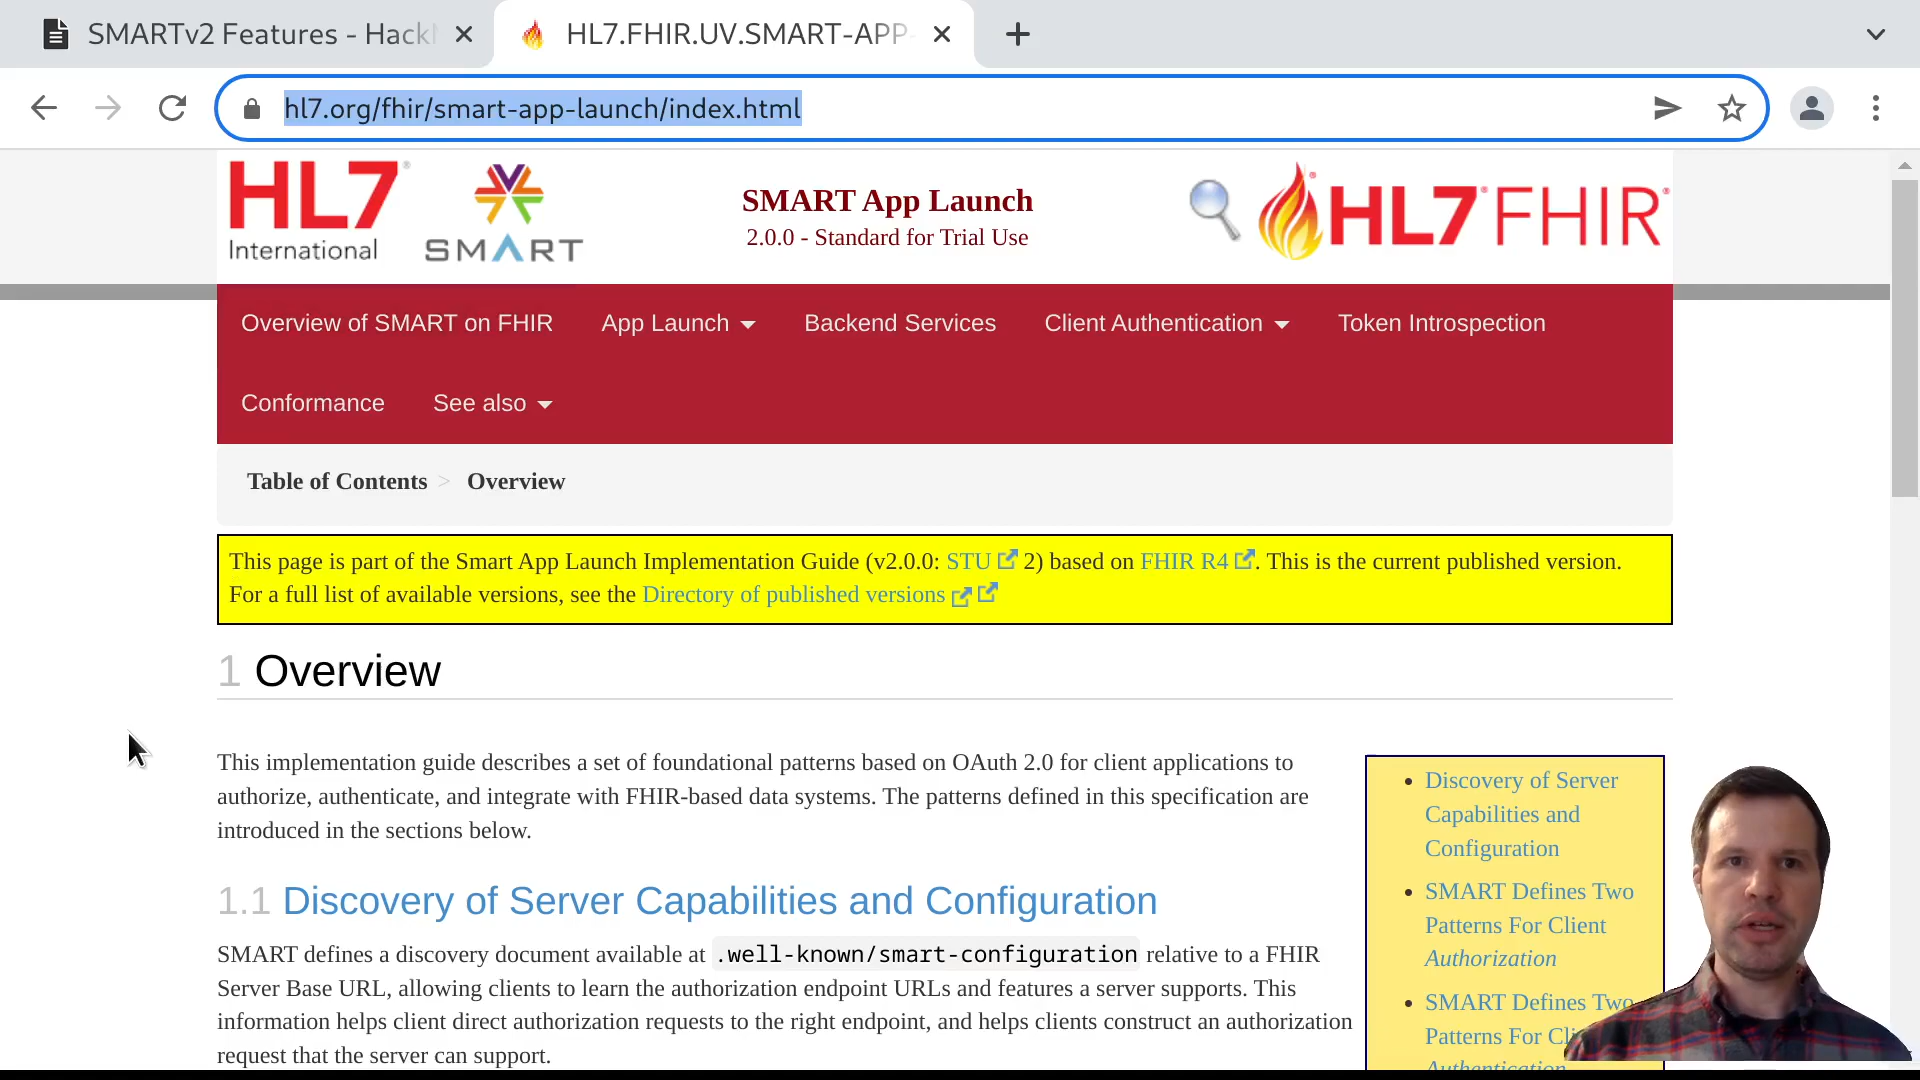 SMARTv2 Features - Hack
HL7.FHIR.UV.SMART-APP-
hl7.org/fhir/smart-app-launch/index.html
HL7
International
SMART
SMART App Launch
2.0.0 - Standard for Trial Use
HL7 FHIR
Overview of SMART on FHIR
App Launch
Backend Services
Client Authentication
Token Introspection
Conformance
See also
Table of Contents > Overview
This page is part of the Smart App Launch Implementation Guide (v2.0.0: STU 2) based on FHIR R4. This is the current published version.
For a full list of available versions, see the Directory of published versions
1 Overview
This implementation guide describes a set of foundational patterns based on OAuth 2.0 for client applications to
authorize, authenticate, and integrate with FHIR-based data systems. The patterns defined in this specification are
introduced in the sections below.
1.1 Discovery of Server Capabilities and Configuration
SMART defines a discovery document available at .well-known/smart-configuration relative to a FHIR
Server Base URL, allowing clients to learn the authorization endpoint URLs and features a server supports. This
information helps client direct authorization requests to the right endpoint, and helps clients construct an authorization
request that the server can support.
• Discovery of Server
Capabilities and
Configuration
• SMART Defines Two
Patterns For Client
Authorization
• SMART Defines Two
Patterns For
Authentication